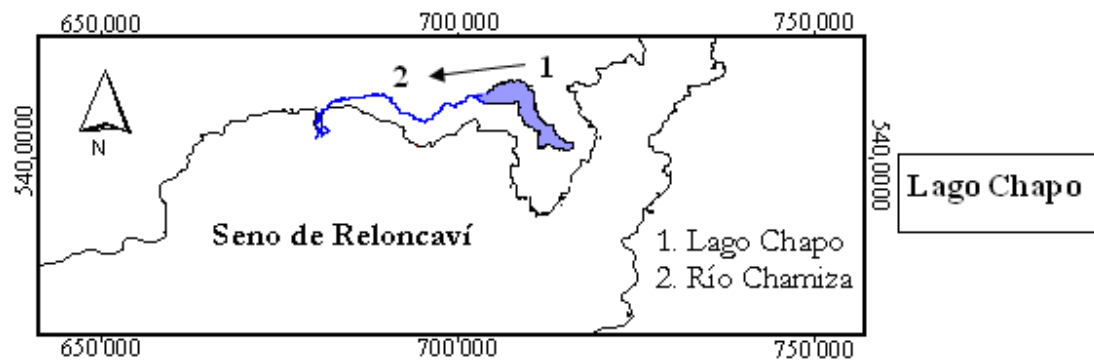 650'000 700'000 750'000
2 1
N
540,0000
540,0000
Lago Chapo
Seno de Reloncaví
1. Lago Chapo
2. Río Chamiza
650'000 700'000 750'000